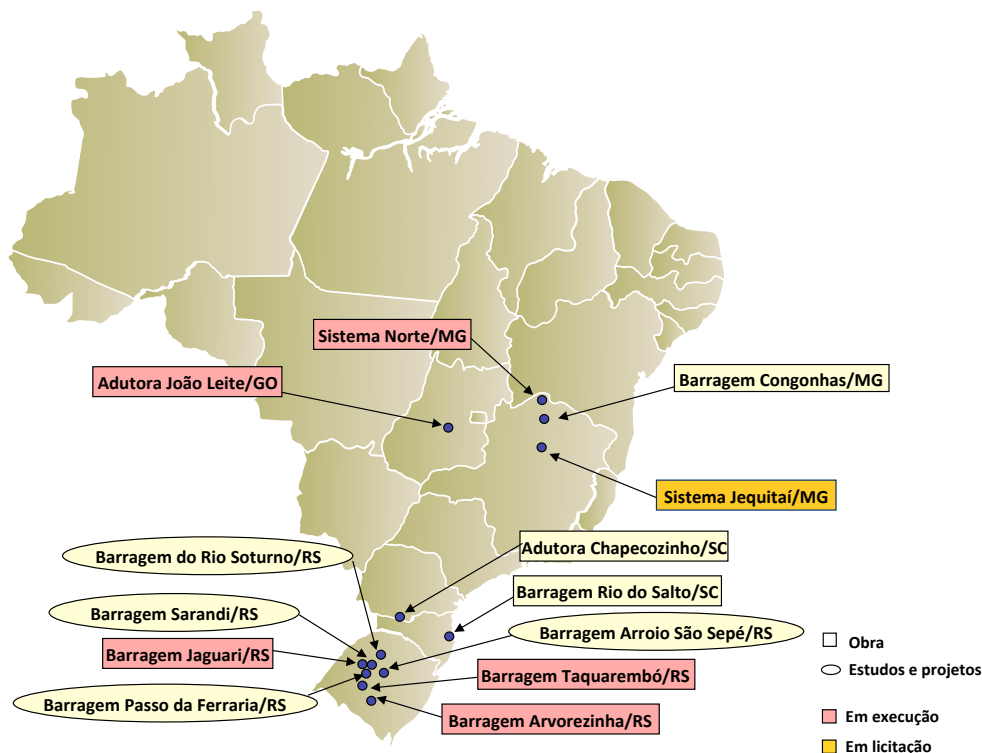 Sistema Norte/MG
Adutora João Leite/GO
Barragem Congonhas/MG
Sistema Jequitaí/MG
Adutora Chapecozinho/SC
Barragem do Rio Soturno/RS
Barragem Rio do Salto/SC
Barragem Sarandi/RS
Barragem Arroio São Sepé/RS
Barragem Jaguari/RS
Barragem Taquarembó/RS
Barragem Passo da Ferraria/RS
Barragem Arvorezinha/RS
Obra
Estudos e projetos
Em execução
Em licitação